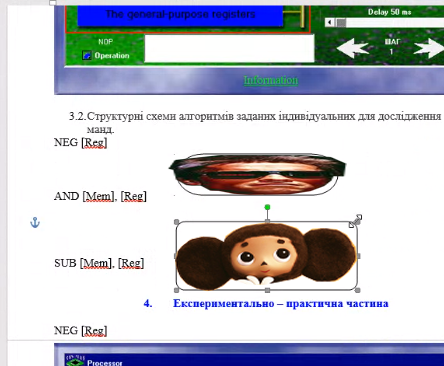 The general-purpose registers
Delay 50 ms
NOP
Operation
ШАГ
1
Information
3.2.Структурні схеми алгоритмів заданих індивідуальних для дослідження
манд.
NEG [Reg]
AND [Mem], [Reg]
SUB [Mem], [Reg]
4. Експериментально – практична частина
NEG [Reg]
Processor